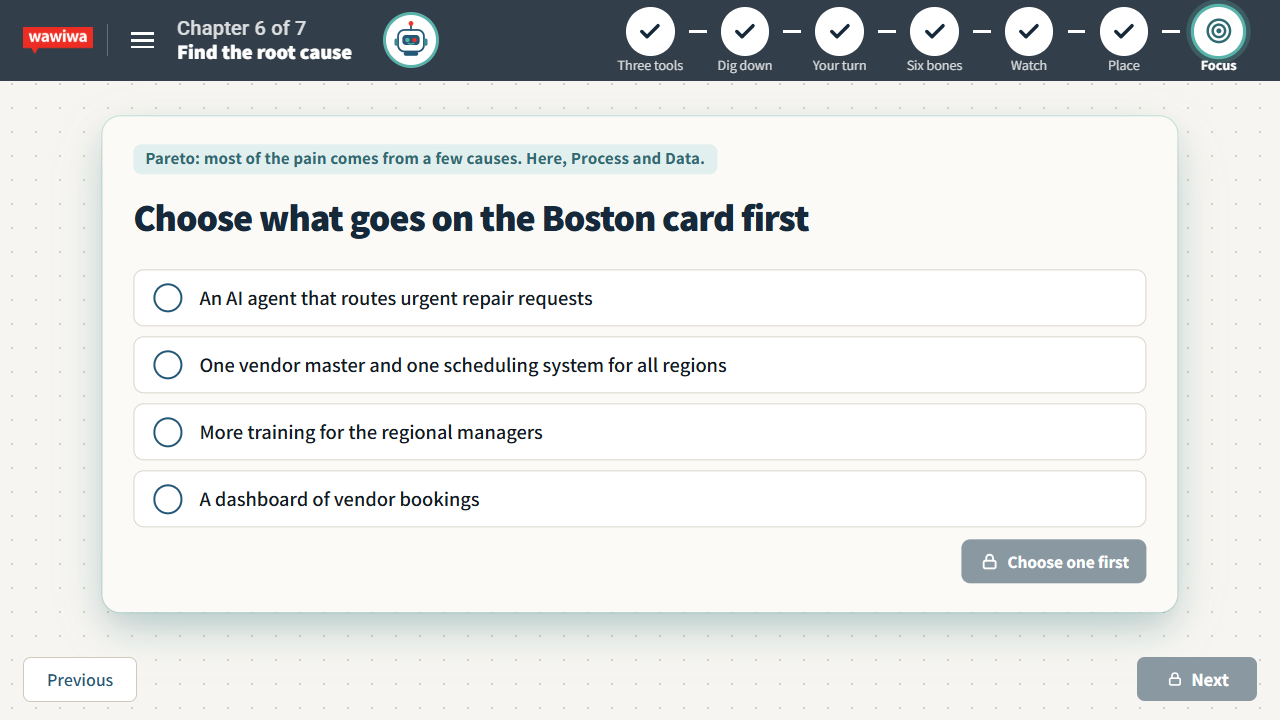 wawiwa
Chapter 6 of 7
Find the root cause
Three tools
Dig down
Your turn
Six bones
Watch
Place
Focus
Pareto: most of the pain comes from a few causes. Here, Process and Data.
Choose what goes on the Boston card first
An AI agent that routes urgent repair requests
One vendor master and one scheduling system for all regions
More training for the regional managers
A dashboard of vendor bookings
Choose one first
Previous
Next